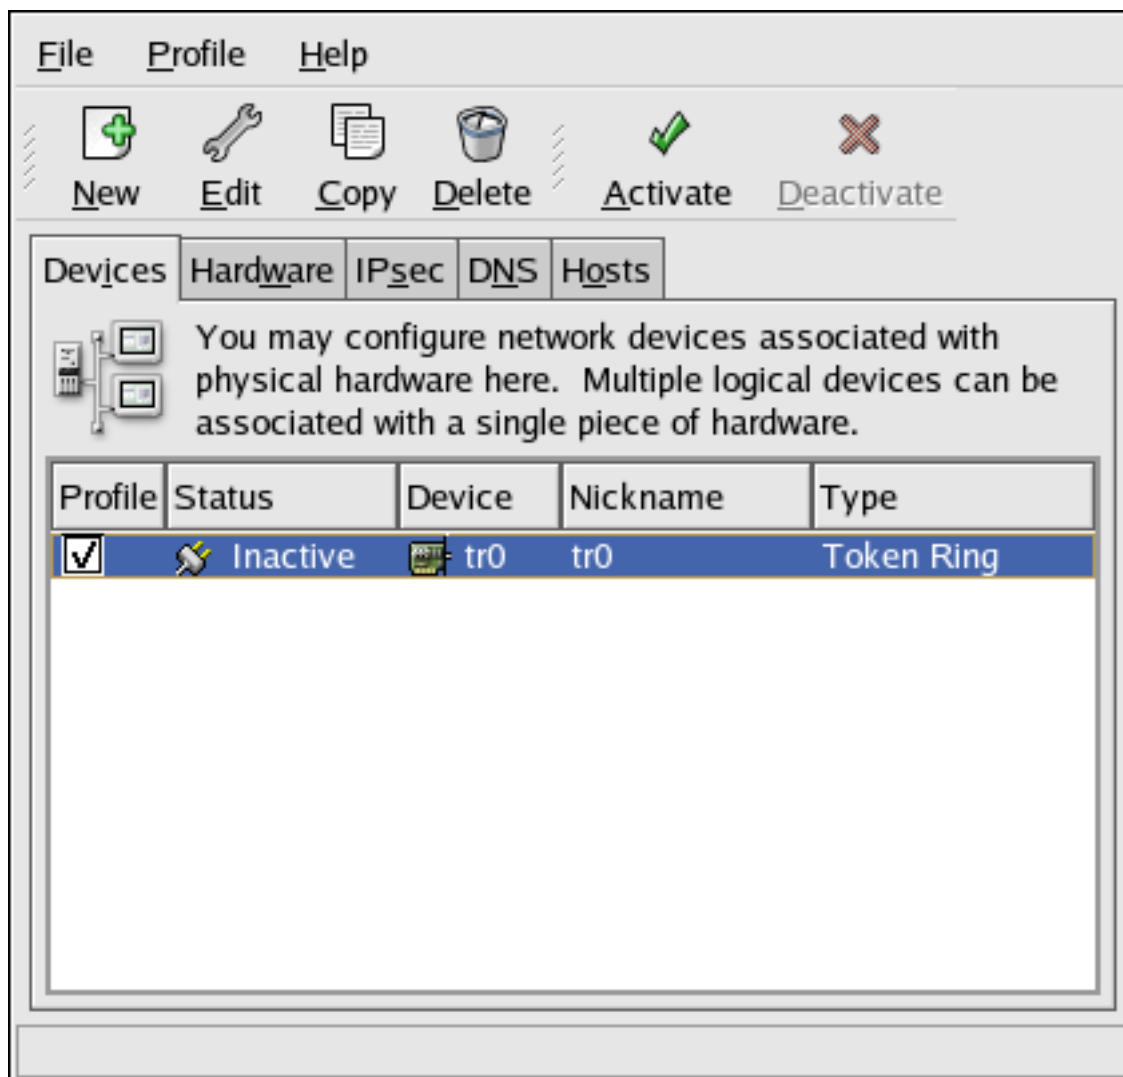 File Profile Help
New Edit Copy Delete Activate Deactivate
Devices Hardware IPsec DNS Hosts
You may configure network devices associated with
physical hardware here.  Multiple logical devices can be
associated with a single piece of hardware.
Profile Status Device Nickname Type
Inactive tr0 tr0 Token Ring